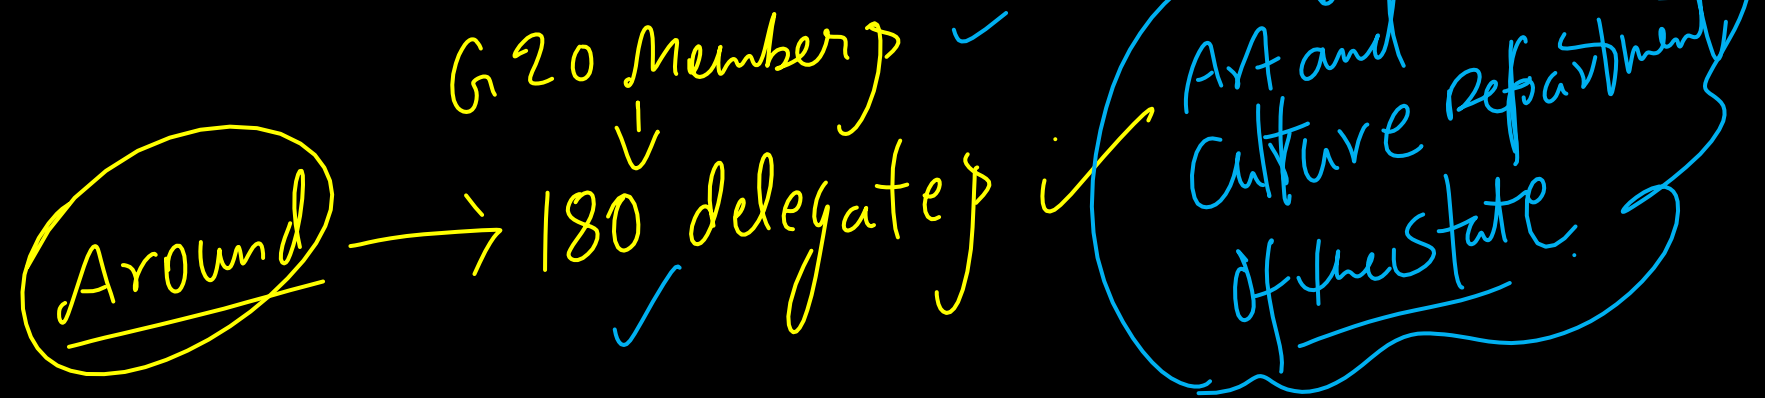 G20 Members
Around → 180 delegates
Art and
Culture Department
of the State.